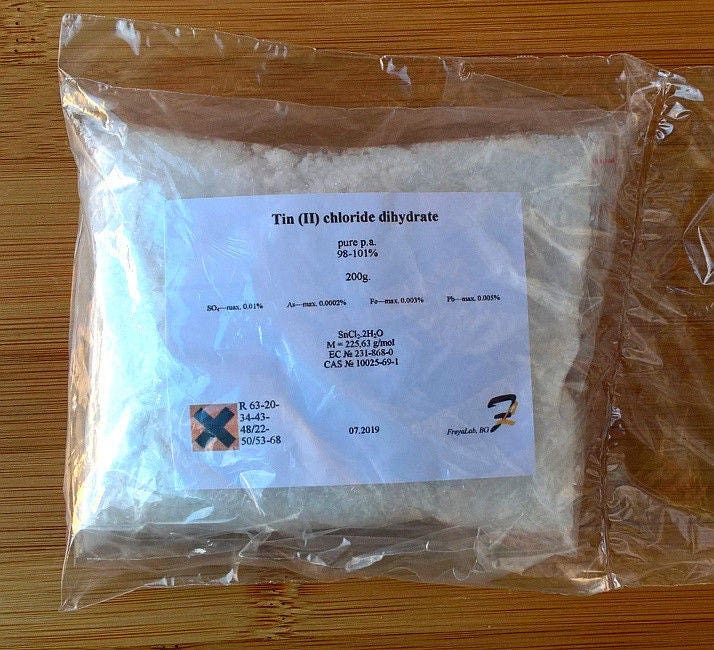 Tin (II) chloride dihydrate
pure p.a.
98-101%
200g.
SO₄—max. 0.01% As—max. 0.0002% Fe—max. 0.003% Pb—max. 0.005%
SnCl₂.2H₂O
M = 225,63 g/mol
EC № 231-868-0
CAS № 10025-69-1
R 63-20-
34-43-
48/22-
50/53-68
07.2019
FreyaLab, BG